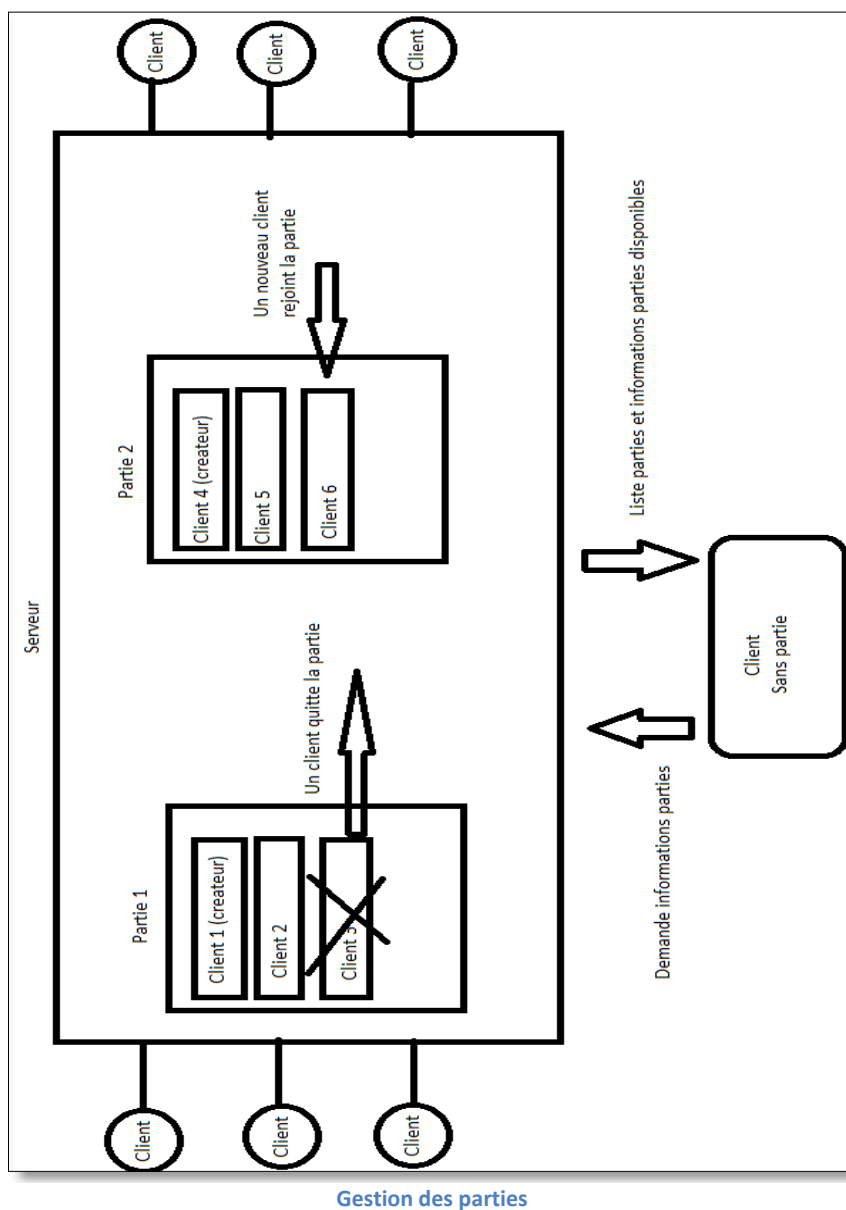 Serveur
Partie 1
Client 1 (createur)
Client 2
Client 3
Un client quitte la partie
Partie 2
Client 4 (createur)
Client 5
Client 6
Un nouveau client
rejoint la partie
Client
Client
Client
Client
Client
Client
Demande informations parties
Client
Sans partie
Liste parties et informations parties disponibles
Gestion des parties